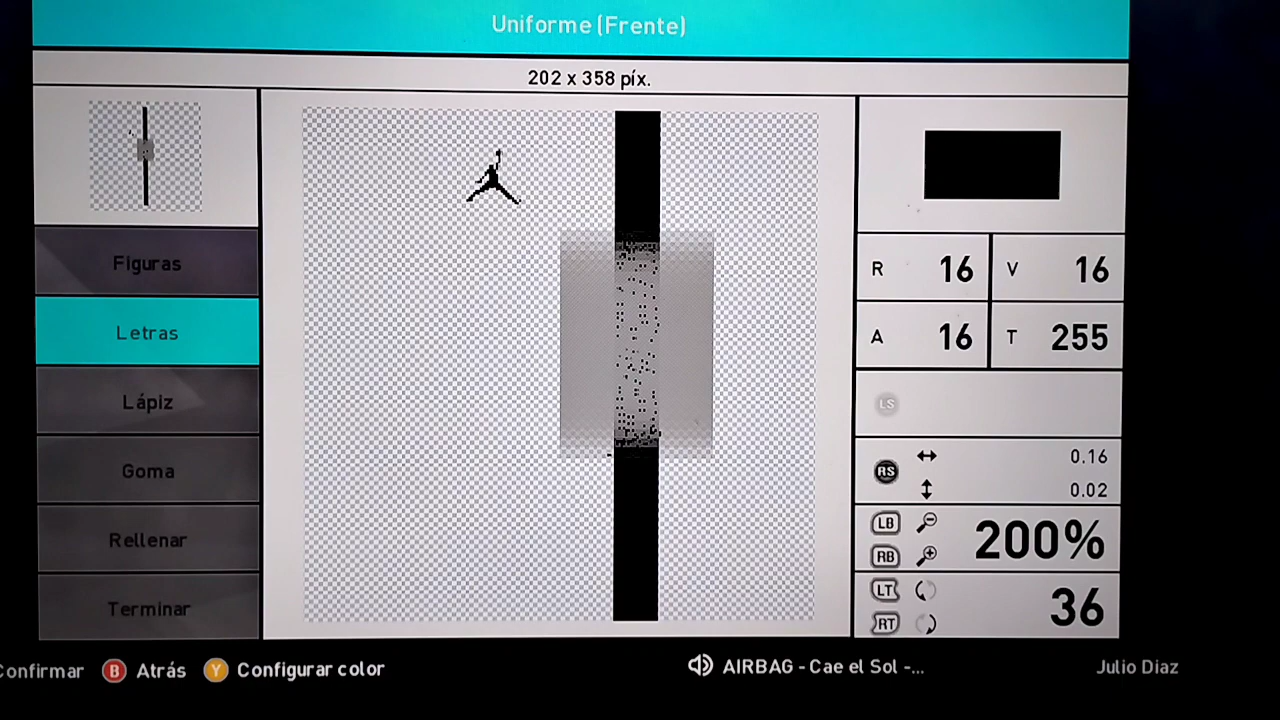 Uniforme (Frente)
202 x 358 píx.
Figuras
Letras
Lápiz
Goma
Rellenar
Terminar
R 16 V 16
A 16 T 255
LS
RS 0.16
0.02
LB 200%
RB
LT 36
RT
Confirmar B Atrás Y Configurar color AIRBAG - Cae el Sol -... Julio Diaz